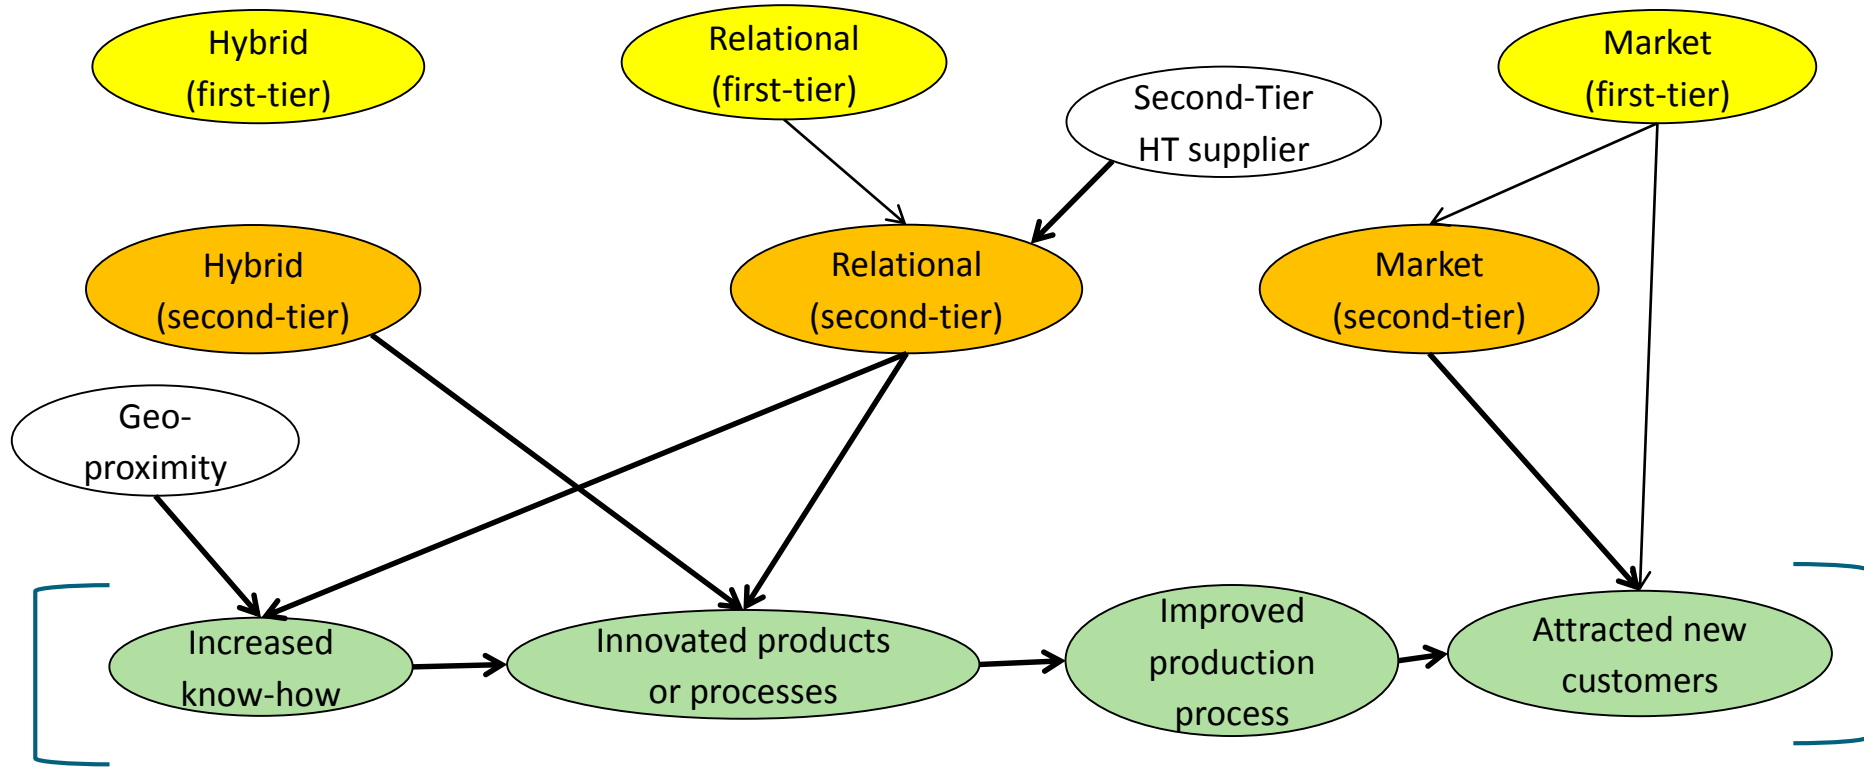 Hybrid
(first-tier)
Relational
(first-tier)
Market
(first-tier)
Second-Tier
HT supplier
Hybrid
(second-tier)
Relational
(second-tier)
Market
(second-tier)
Geo-
proximity
Increased
know-how
Innovated products
or processes
Improved
production
process
Attracted new
customers